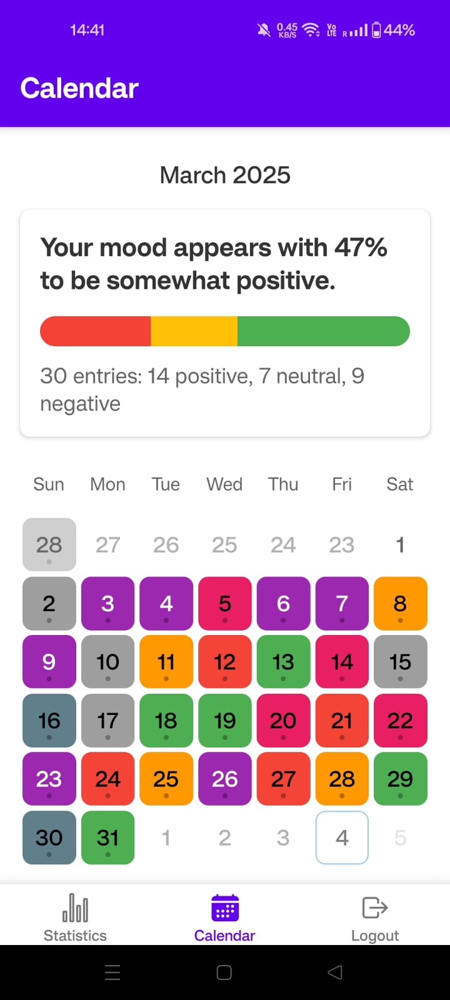 14:41 0.45 KB/S Vo LTE R 44%
Calendar
March 2025
Your mood appears with 47%
to be somewhat positive.
30 entries: 14 positive, 7 neutral, 9
negative
Sun Mon Tue Wed Thu Fri Sat
28 27 26 25 24 23 1
2 3 4 5 6 7 8
9 10 11 12 13 14 15
16 17 18 19 20 21 22
23 24 25 26 27 28 29
30 31 1 2 3 4 5
Statistics Calendar Logout